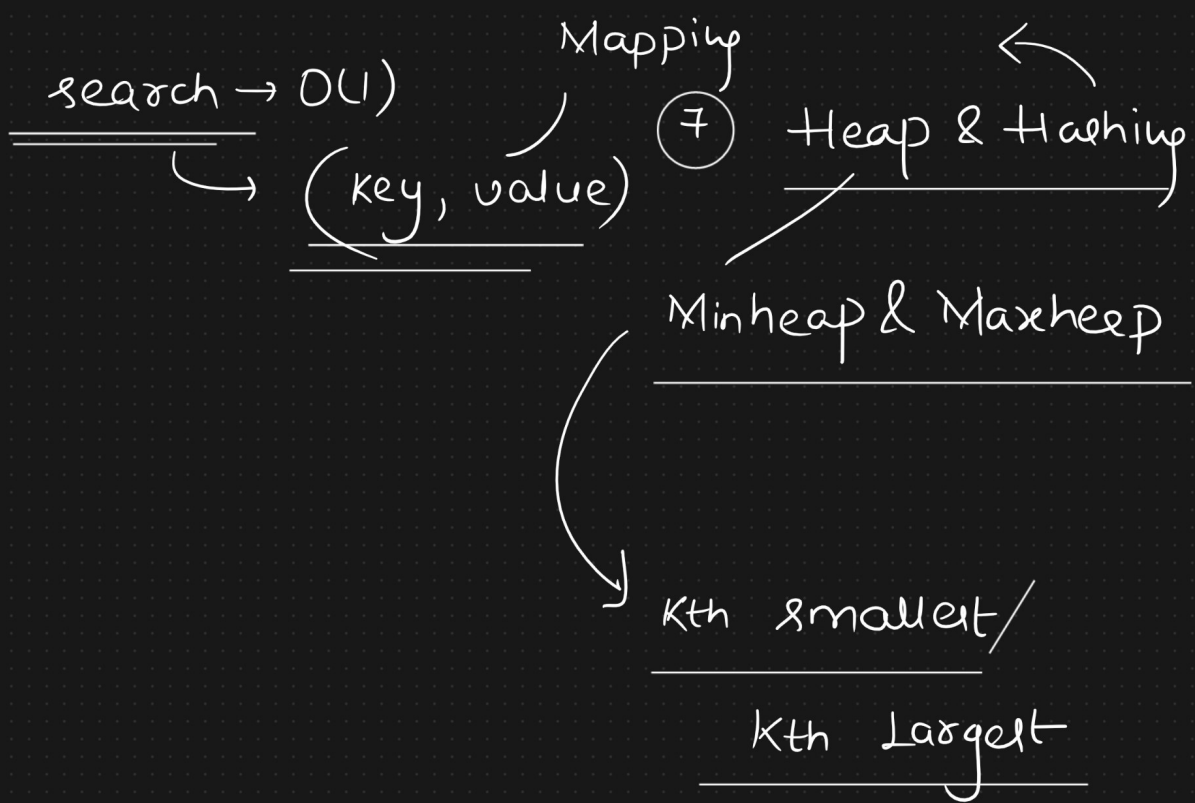 Mapping
search → O(1)
(key, value)
7 Heap & Hashing
Minheap & Maxheep
Kth smallest/
Kth Largest